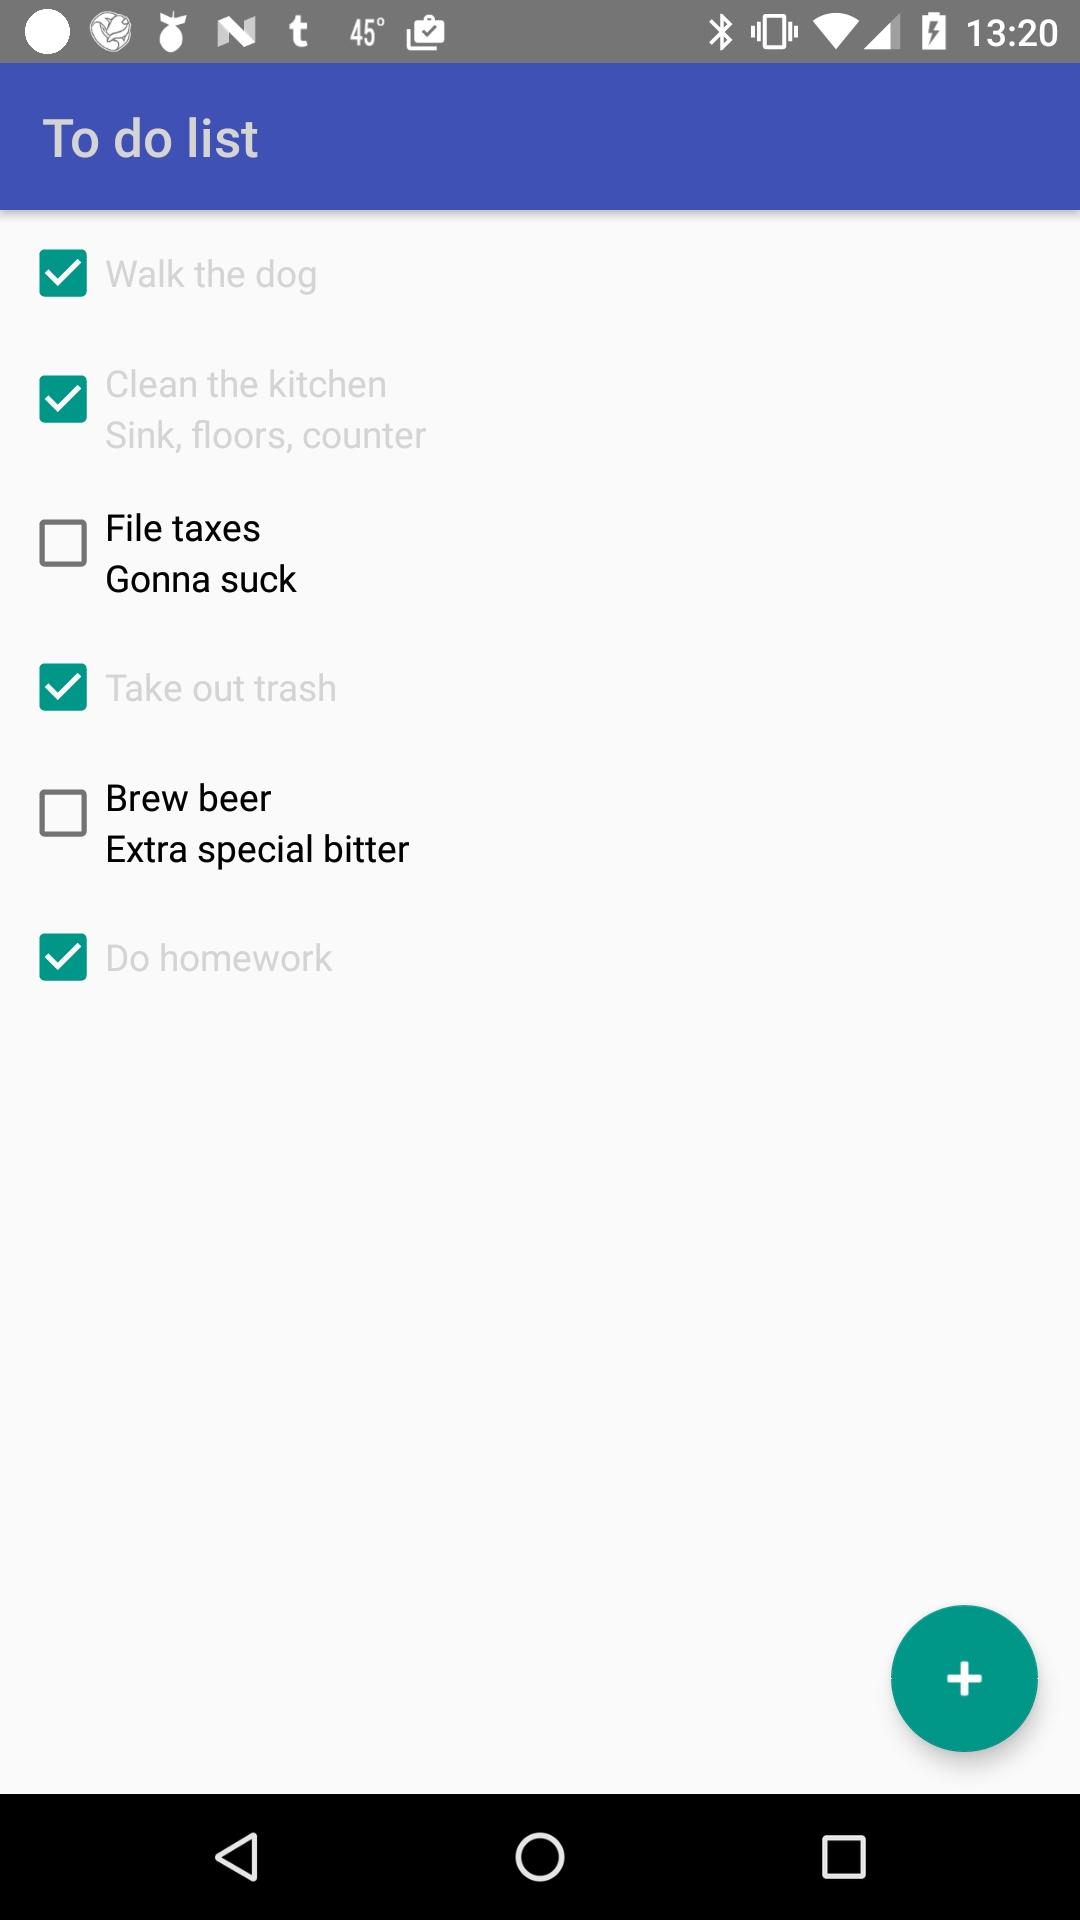 45° 13:20
To do list
Walk the dog
Clean the kitchen
Sink, floors, counter
File taxes
Gonna suck
Take out trash
Brew beer
Extra special bitter
Do homework